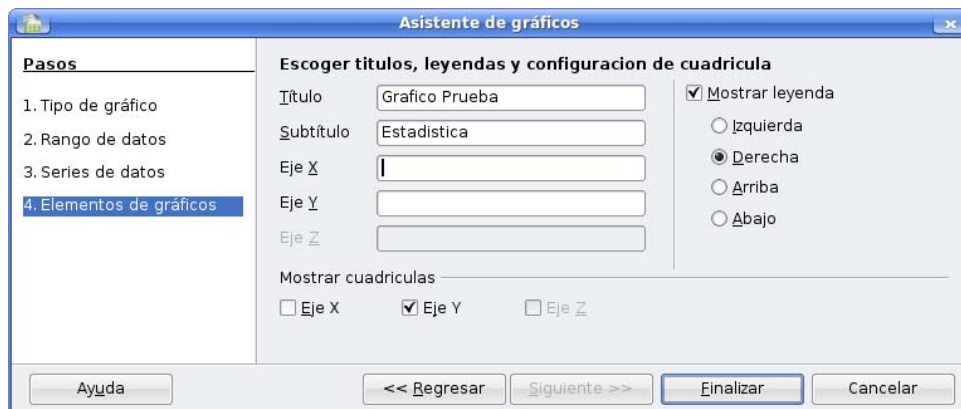 Asistente de gráficos
Pasos
1. Tipo de gráfico
2. Rango de datos
3. Series de datos
4. Elementos de gráficos
Escoger titulos, leyendas y configuracion de cuadricula
Título Grafico Prueba
Subtítulo Estadistica
Eje X
Eje Y
Eje Z
Mostrar leyenda
Izquierda
Derecha
Arriba
Abajo
Mostrar cuadriculas
Eje X Eje Y Eje Z
Ayuda << Regresar Siguiente >> Finalizar Cancelar